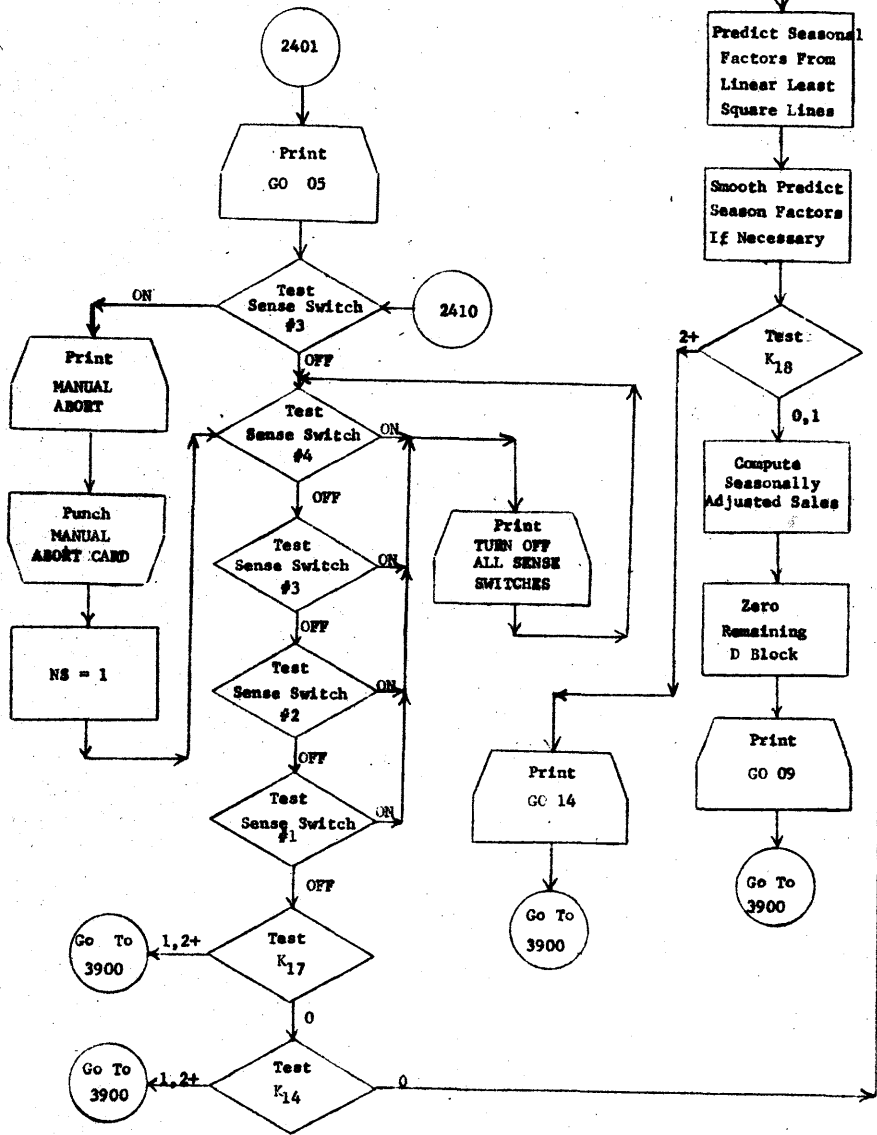 2401
Print
GO 05
Test
Sense Switch
#3
2410
ON
OFF
Print
MANUAL
ABORT
Punch
MANUAL
ABORT CARD
NS = 1
Test
Sense Switch
#4
ON
OFF
Test
Sense Switch
#3
ON
OFF
Test
Sense Switch
#2
ON
OFF
Test
Sense Switch
#1
ON
OFF
Print
TURN OFF
ALL SENSE
SWITCHES
Test
K17
1,2+
Go To
3900
0
Test
K14
1,2+
Go To
3900
0
Predict Seasonal
Factors From
Linear Least
Square Lines
Smooth Predict
Season Factors
If Necessary
Test
K18
2+
0,1
Compute
Seasonally
Adjusted Sales
Zero
Remaining
D Block
Print
GO 09
Go To
3900
Print
GO 14
Go To
3900